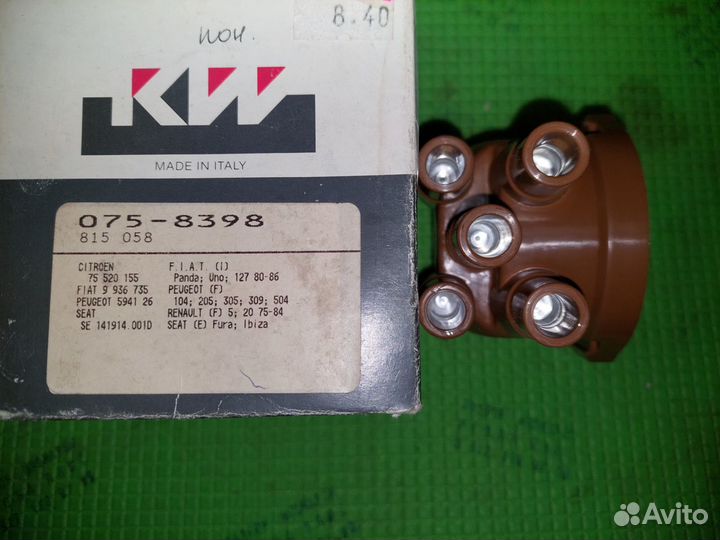 8.40
KW
MADE IN ITALY
075-8398
815 058
CITROEN F.I.A.T. (I)
75 520 155 Panda; Uno; 127 80-86
FIAT 9 936 735 PEUGEOT (F)
PEUGEOT 5941 26 104; 205; 305; 309; 504
SEAT RENAULT (F) 5; 20 75-84
SE 141914.001D SEAT (E) Fura; Ibiza
Avito